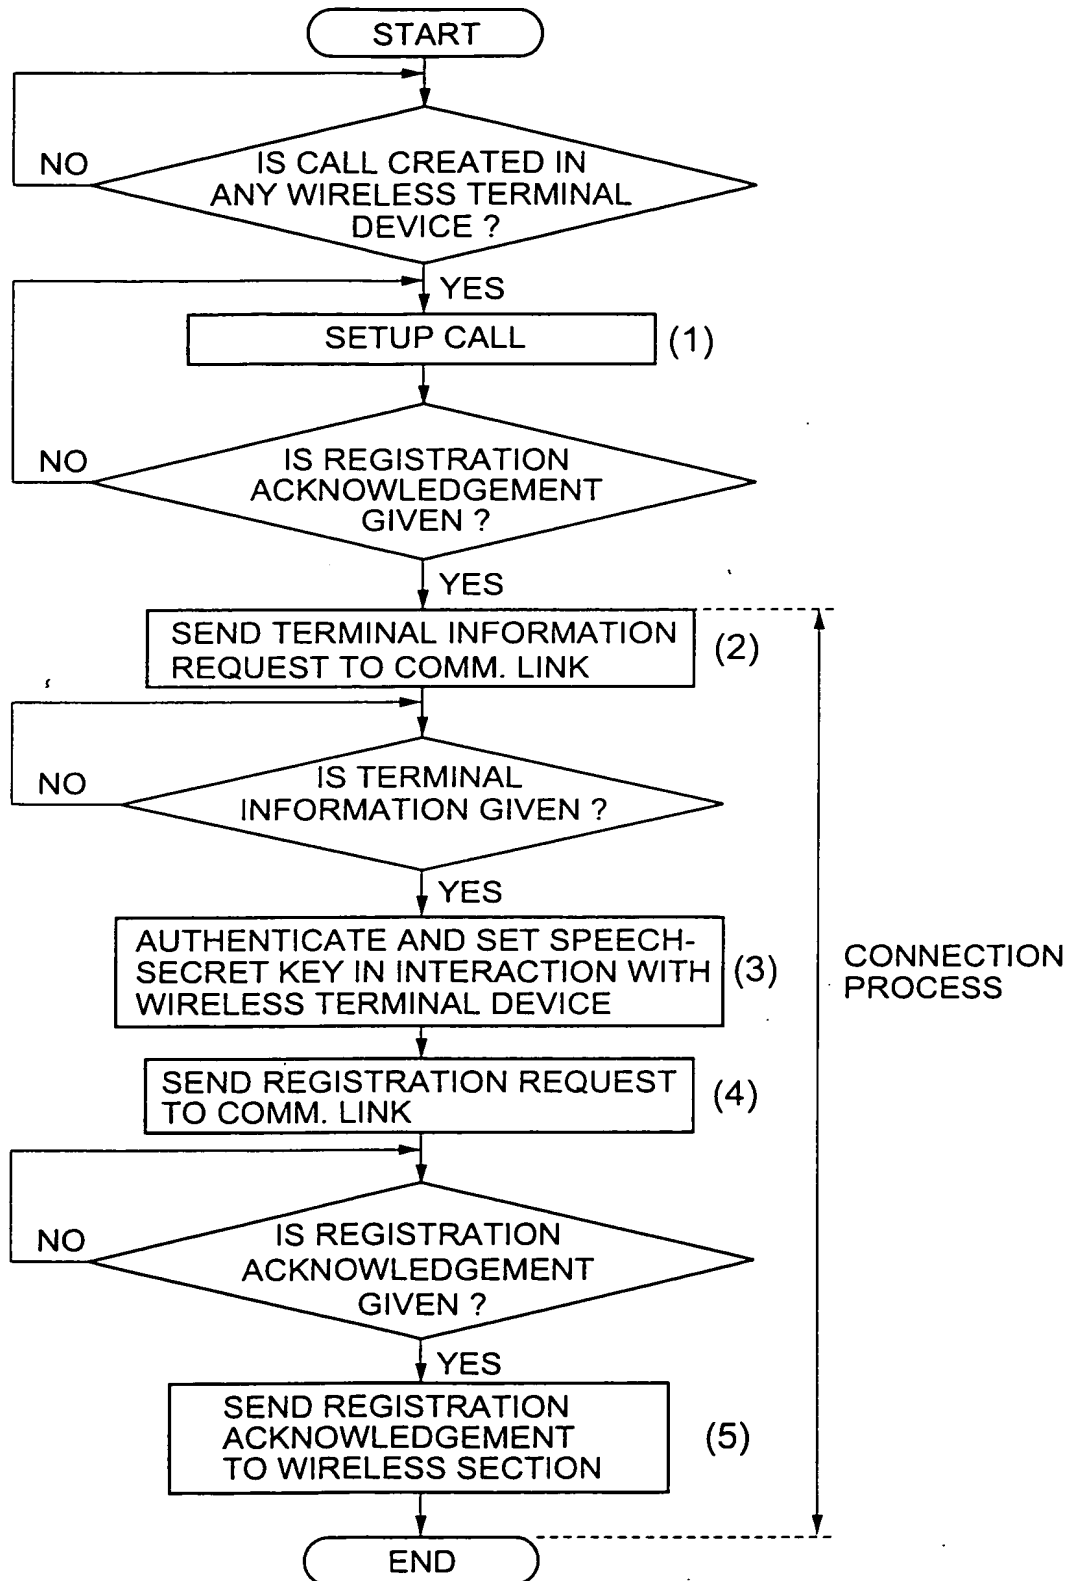 START
NO
IS CALL CREATED IN
ANY WIRELESS TERMINAL
DEVICE ?
YES
SETUP CALL
(1)
NO
IS REGISTRATION
ACKNOWLEDGEMENT
GIVEN ?
YES
SEND TERMINAL INFORMATION
REQUEST TO COMM. LINK
(2)
NO
IS TERMINAL
INFORMATION GIVEN ?
YES
AUTHENTICATE AND SET SPEECH-
SECRET KEY IN INTERACTION WITH
WIRELESS TERMINAL DEVICE
(3)
CONNECTION
PROCESS
SEND REGISTRATION REQUEST
TO COMM. LINK
(4)
NO
IS REGISTRATION
ACKNOWLEDGEMENT
GIVEN ?
YES
SEND REGISTRATION
ACKNOWLEDGEMENT
TO WIRELESS SECTION
(5)
END